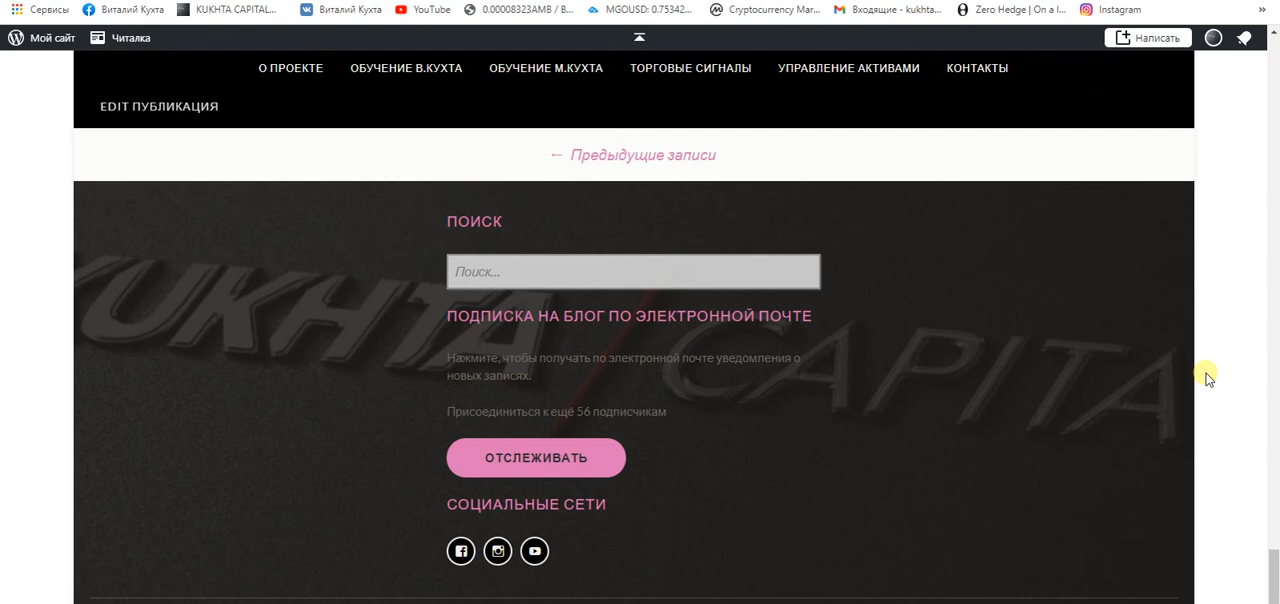 Сервисы Виталий Кухта KUKHTA CAPITAL... Виталий Кухта YouTube 0.00008323AMB / B... MGOUSD: 0.75342... Cryptocurrency Mar... Входящие - kukhta... Zero Hedge | On a l... Instagram »
Мой сайт Читалка Написать
О ПРОЕКТЕ ОБУЧЕНИЕ В.КУХТА ОБУЧЕНИЕ М.КУХТА ТОРГОВЫЕ СИГНАЛЫ УПРАВЛЕНИЕ АКТИВАМИ КОНТАКТЫ
EDIT ПУБЛИКАЦИЯ
← Предыдущие записи
ПОИСК
Поиск...
KUKHTA / CAPITAL
ПОДПИСКА НА БЛОГ ПО ЭЛЕКТРОННОЙ ПОЧТЕ
Нажмите, чтобы получать по электронной почте уведомления о
новых записях.
Присоединиться к ещё 56 подписчикам
ОТСЛЕЖИВАТЬ
СОЦИАЛЬНЫЕ СЕТИ